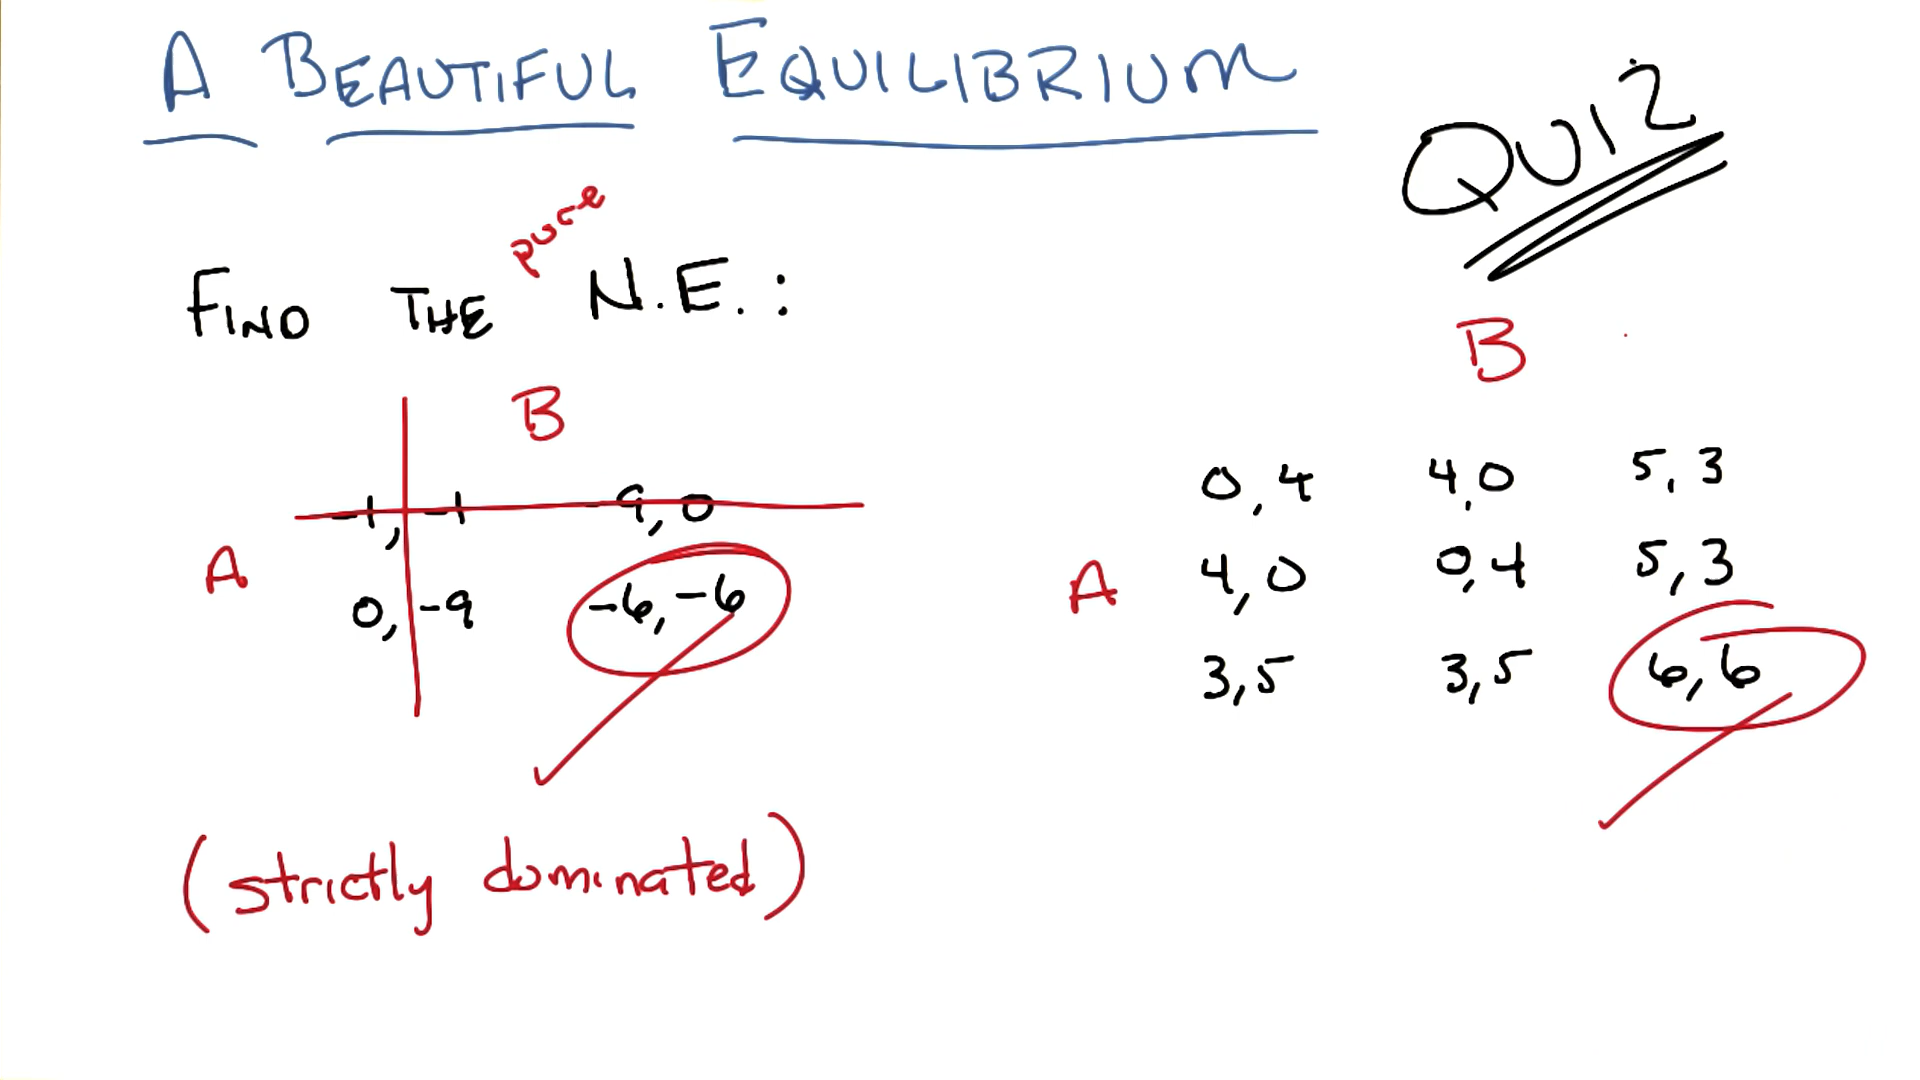 A BEAUTIFUL EQUILIBRIUM
QUIZ
pure
FIND THE N.E.:
B
-1, -1 -9, 0
A
0, -9 -6, -6
B
0, 4 4, 0 5, 3
A 4, 0 0, 4 5, 3
3, 5 3, 5 6, 6
(strictly dominated)